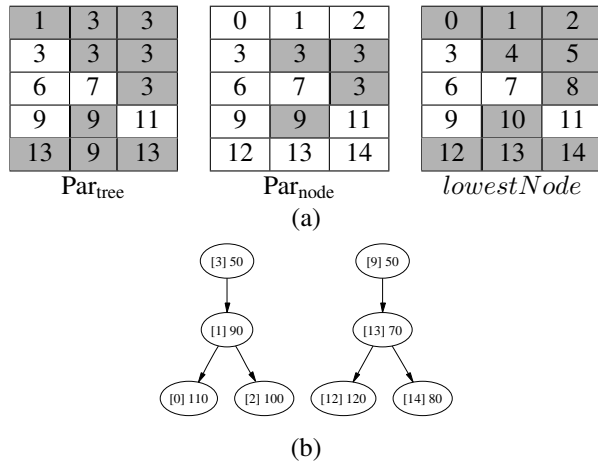 1 3 3 0 1 2 0 1 2
3 3 3 3 3 3 3 4 5
6 7 3 6 7 3 6 7 8
9 9 11 9 9 11 9 10 11
13 9 13 12 13 14 12 13 14
Par_tree Par_node lowestNode
(a)
[3] 50 [9] 50
[1] 90 [13] 70
[0] 110 [2] 100 [12] 120 [14] 80
(b)